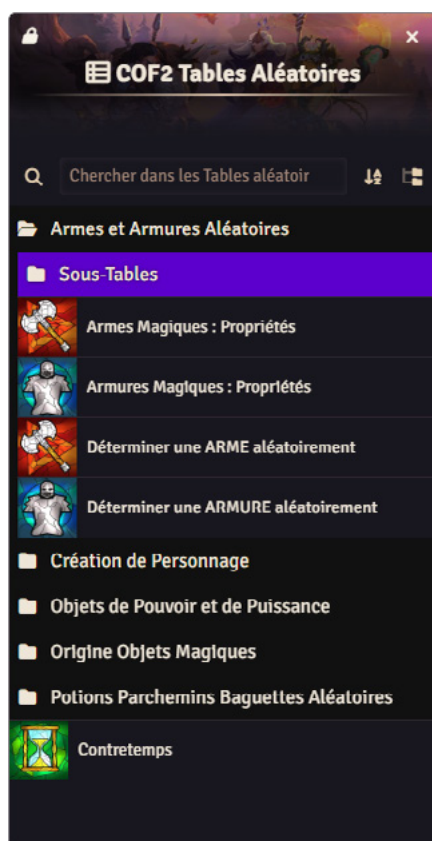 COF2 Tables Aléatoires
Chercher dans les Tables aléatoir
Armes et Armures Aléatoires
Sous-Tables
Armes Magiques : Propriétés
Armures Magiques : Propriétés
Déterminer une ARME aléatoirement
Déterminer une ARMURE aléatoirement
Création de Personnage
Objets de Pouvoir et de Puissance
Origine Objets Magiques
Potions Parchemins Baguettes Aléatoires
Contretemps